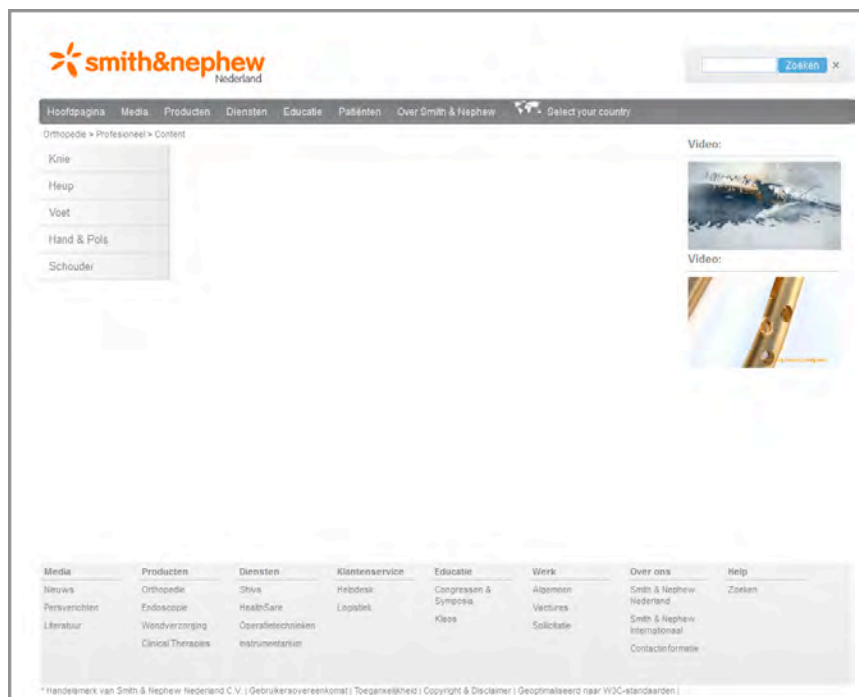 smith&nephew
Nederland
Zoeken ×
Hoofdpagina Media Producten Diensten Educatie Patiënten Over Smith & Nephew Select your country
Orthopedie > Profesioneel > Content
Knie
Heup
Voet
Hand & Pols
Schouder
Video:
Video:
Media Producten Diensten Klantenservice Educatie Werk Over ons Help
Nieuws Orthopedie Shiva Helpdesk Congressen & Symposia Algemeen Smith & Nephew Nederland Zoeken
Persverichten Endoscopie HealthSare Logistiek Kleos Vactures Smith & Nephew Internationaal
Literatuur Wondverzorging Operatietechnieken Sollicitatie Contactinformatie
Clinical Therapies Instrumentarium
* Handelsmerk van Smith & Nephew Nederland C.V. | Gebruikersovereenkomst | Toegankelijkheid | Copyright & Disclaimer | Geoptimaliseerd naar W3C-standaarden |